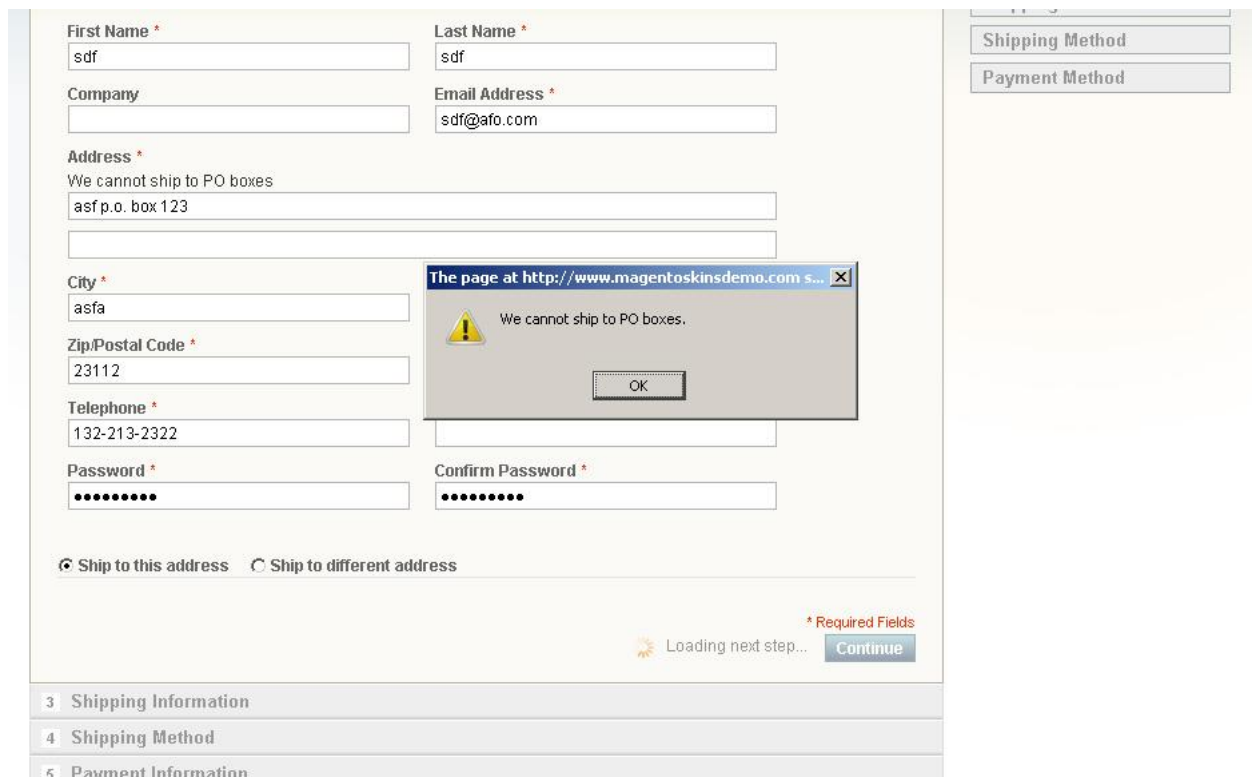 First Name * Last Name *
sdf sdf
Shipping Method
Payment Method
Company Email Address *
sdf@afo.com
Address *
We cannot ship to PO boxes
asf p.o. box 123
City *
asfa
The page at http://www.magentoskinsdemo.com s...
We cannot ship to PO boxes.
OK
Zip/Postal Code *
23112
Telephone *
132-213-2322
Password * Confirm Password *
●●●●●●●●● ●●●●●●●●●
Ship to this address Ship to different address
* Required Fields
Loading next step... Continue
3 Shipping Information
4 Shipping Method
5 Payment Information